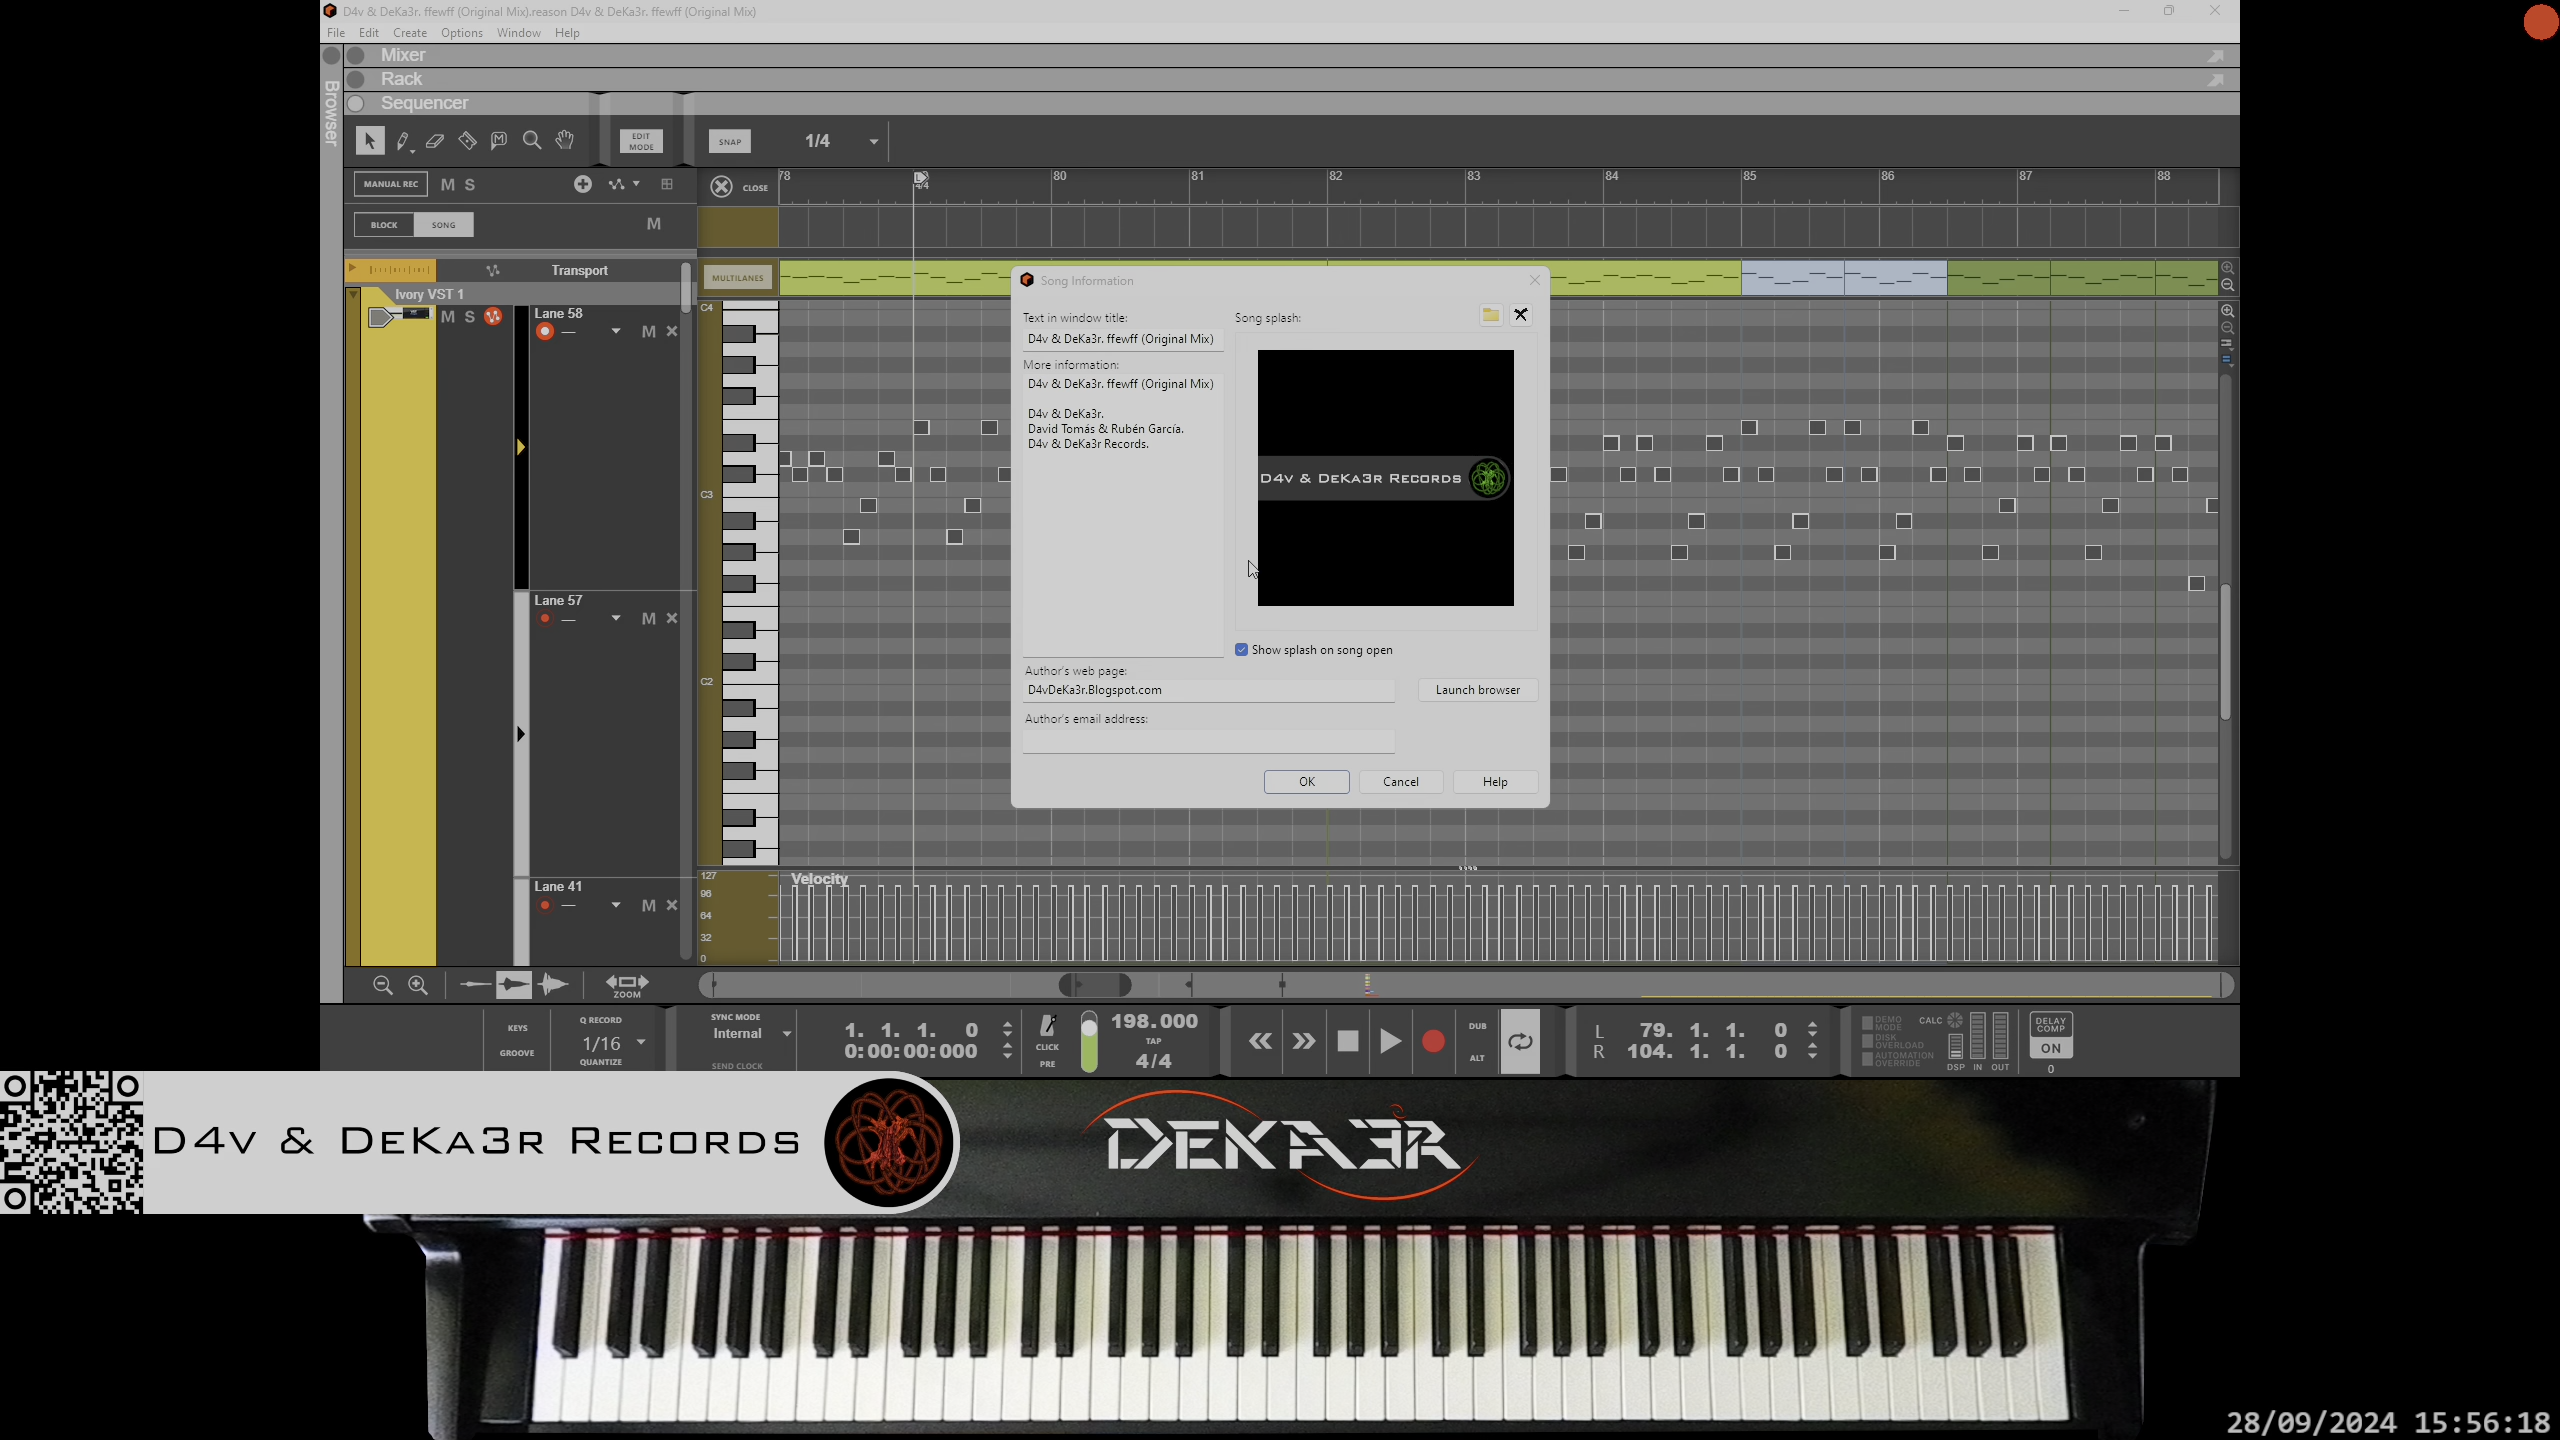 D4v & DeKa3r. ffewff (Original Mix).reason D4v & DeKa3r. ffewff (Original Mix)
File Edit Create Options Window Help
Browser
Mixer
Rack
Sequencer
EDIT MODE
SNAP
1/4
MANUAL REC M S
CLOSE
78 4/4 80 81 82 83 84 85 86 87 88
BLOCK SONG M
Transport
MULTILANES
Ivory VST 1
M S
Lane 58
M
C4
C3
C2
Lane 57
M
Lane 41
M
Song Information
Text in window title:
D4v & DeKa3r. ffewff (Original Mix)
More information:
D4v & DeKa3r. ffewff (Original Mix)
D4v & DeKa3r.
David Tomás & Rubén García.
D4v & DeKa3r Records.
Song splash:
D4v & DeKa3r Records
Show splash on song open
Author's web page:
D4vDeKa3r.Blogspot.com
Launch browser
Author's email address:
OK Cancel Help
Velocity
127
96
64
32
0
ZOOM
KEYS
GROOVE
Q RECORD
1/16
QUANTIZE
SYNC MODE
Internal
SEND CLOCK
1. 1. 1. 0
0:00:00:000
CLICK
PRE
198.000
TAP
4/4
DUB
ALT
L 79. 1. 1. 0
R 104. 1. 1. 0
DEMO MODE
DISK OVERLOAD
AUTOMATION OVERRIDE
CALC
DSP IN OUT
DELAY COMP
ON
0
D4v & DeKa3r Records
DEKA3R
28/09/2024 15:56:18